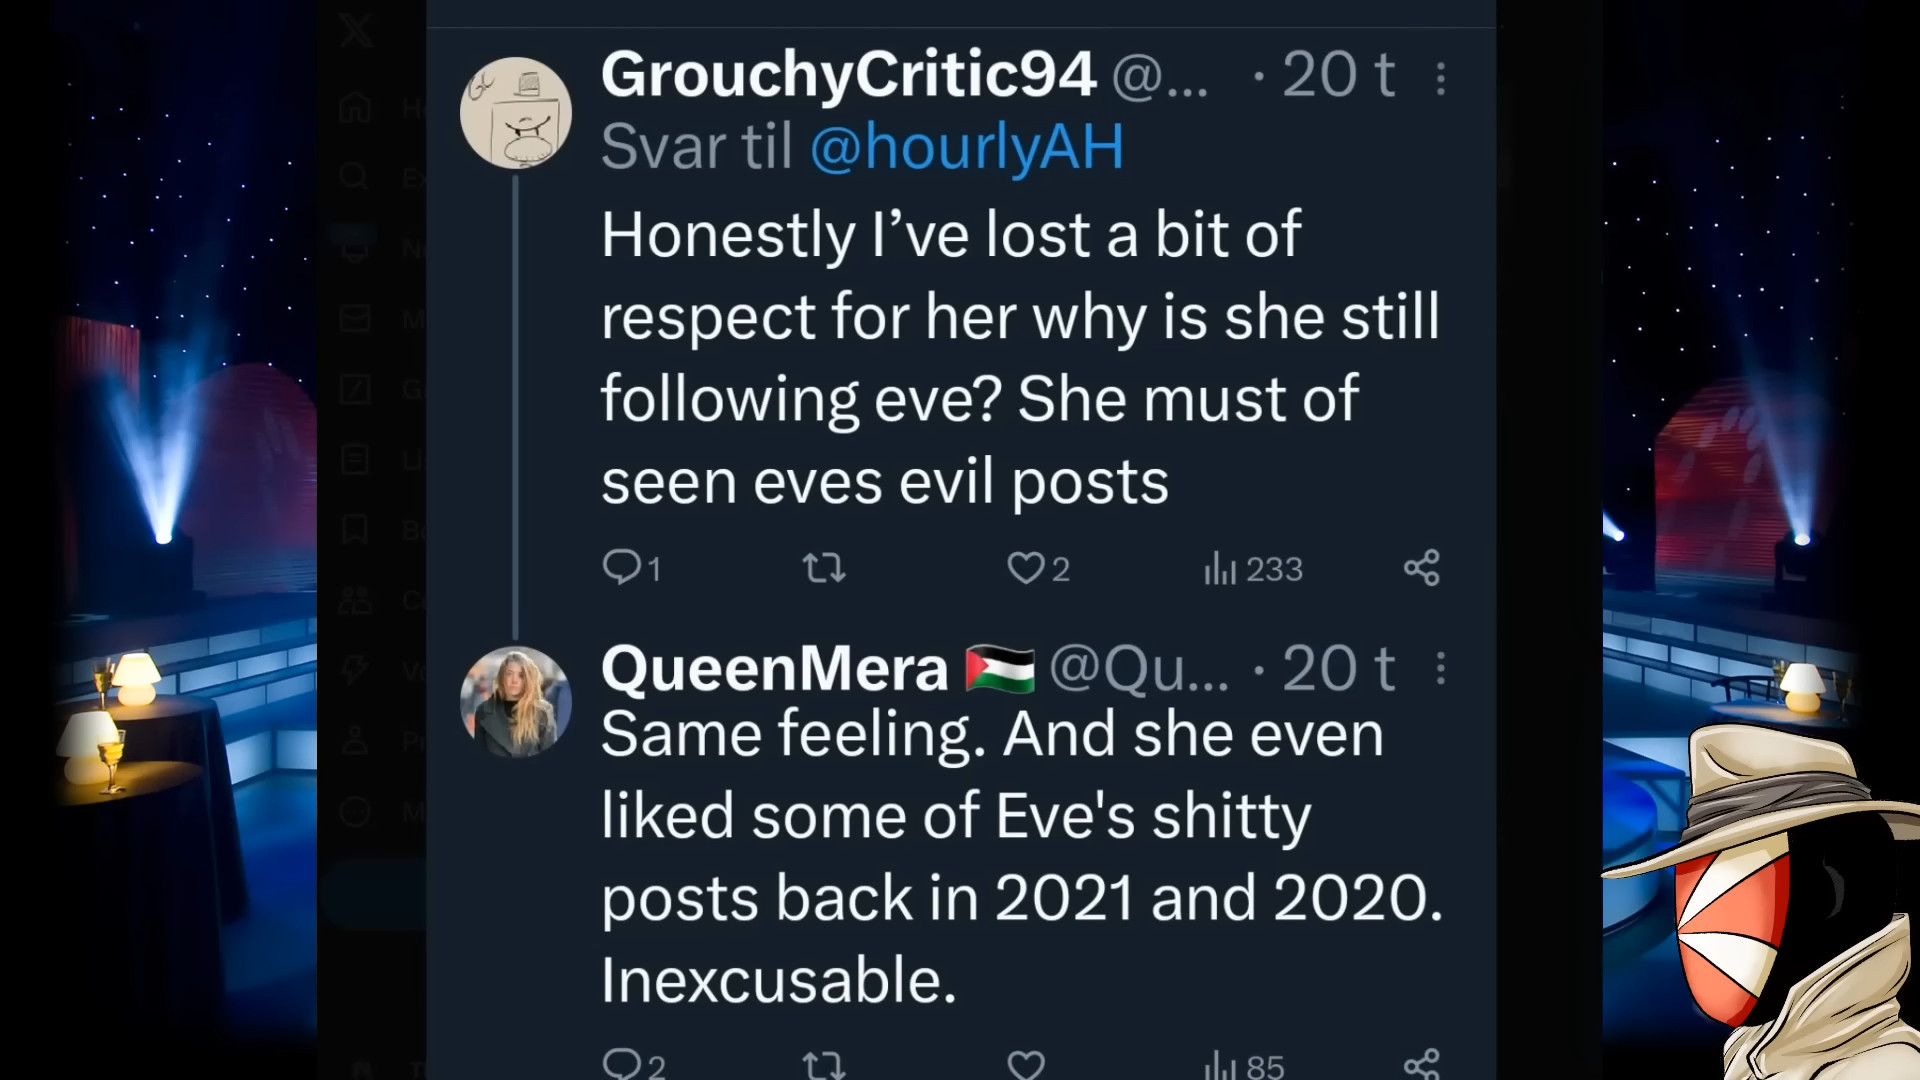 GrouchyCritic94 @... · 20 t
Svar til @hourlyAH
Honestly I’ve lost a bit of
respect for her why is she still
following eve? She must of
seen eves evil posts
1 2 233
QueenMera @Qu... · 20 t
Same feeling. And she even
liked some of Eve's shitty
posts back in 2021 and 2020.
Inexcusable.
2 85